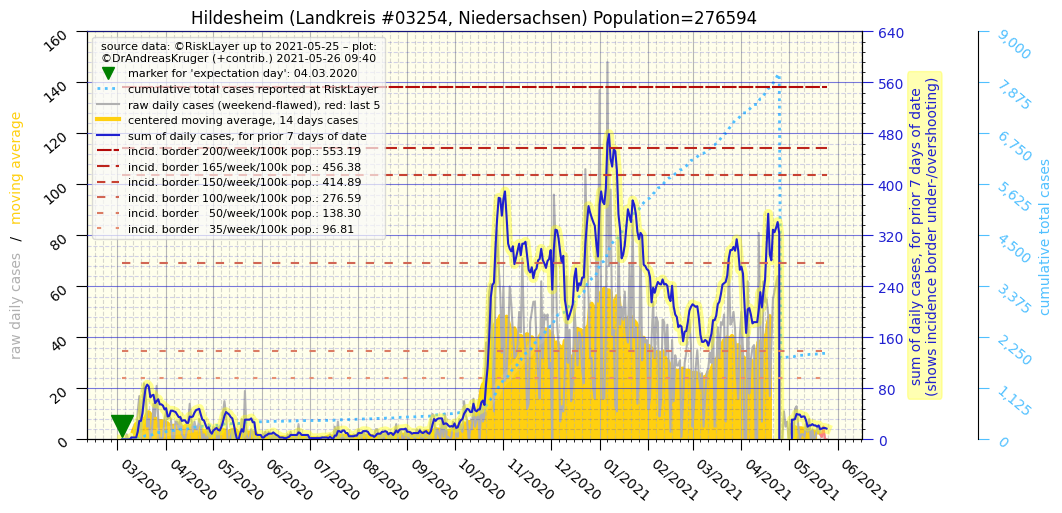 Hildesheim (Landkreis #03254, Niedersachsen) Population=276594
source data: ©RiskLayer up to 2021-05-25 – plot:
©DrAndreasKruger (+contrib.) 2021-05-26 09:40
marker for 'expectation day': 04.03.2020
cumulative total cases reported at RiskLayer
raw daily cases (weekend-flawed), red: last 5
centered moving average, 14 days cases
sum of daily cases, for prior 7 days of date
incid. border 200/week/100k pop.: 553.19
incid. border 165/week/100k pop.: 456.38
incid. border 150/week/100k pop.: 414.89
incid. border 100/week/100k pop.: 276.59
incid. border 50/week/100k pop.: 138.30
incid. border 35/week/100k pop.: 96.81
raw daily cases / moving average
160
140
120
100
80
60
40
20
0
640
560
480
400
320
240
160
80
0
sum of daily cases, for prior 7 days of date
(shows incidence border under-/overshooting)
9,000
7,875
6,750
5,625
4,500
3,375
2,250
1,125
0
cumulative total cases
03/2020
04/2020
05/2020
06/2020
07/2020
08/2020
09/2020
10/2020
11/2020
12/2020
01/2021
02/2021
03/2021
04/2021
05/2021
06/2021